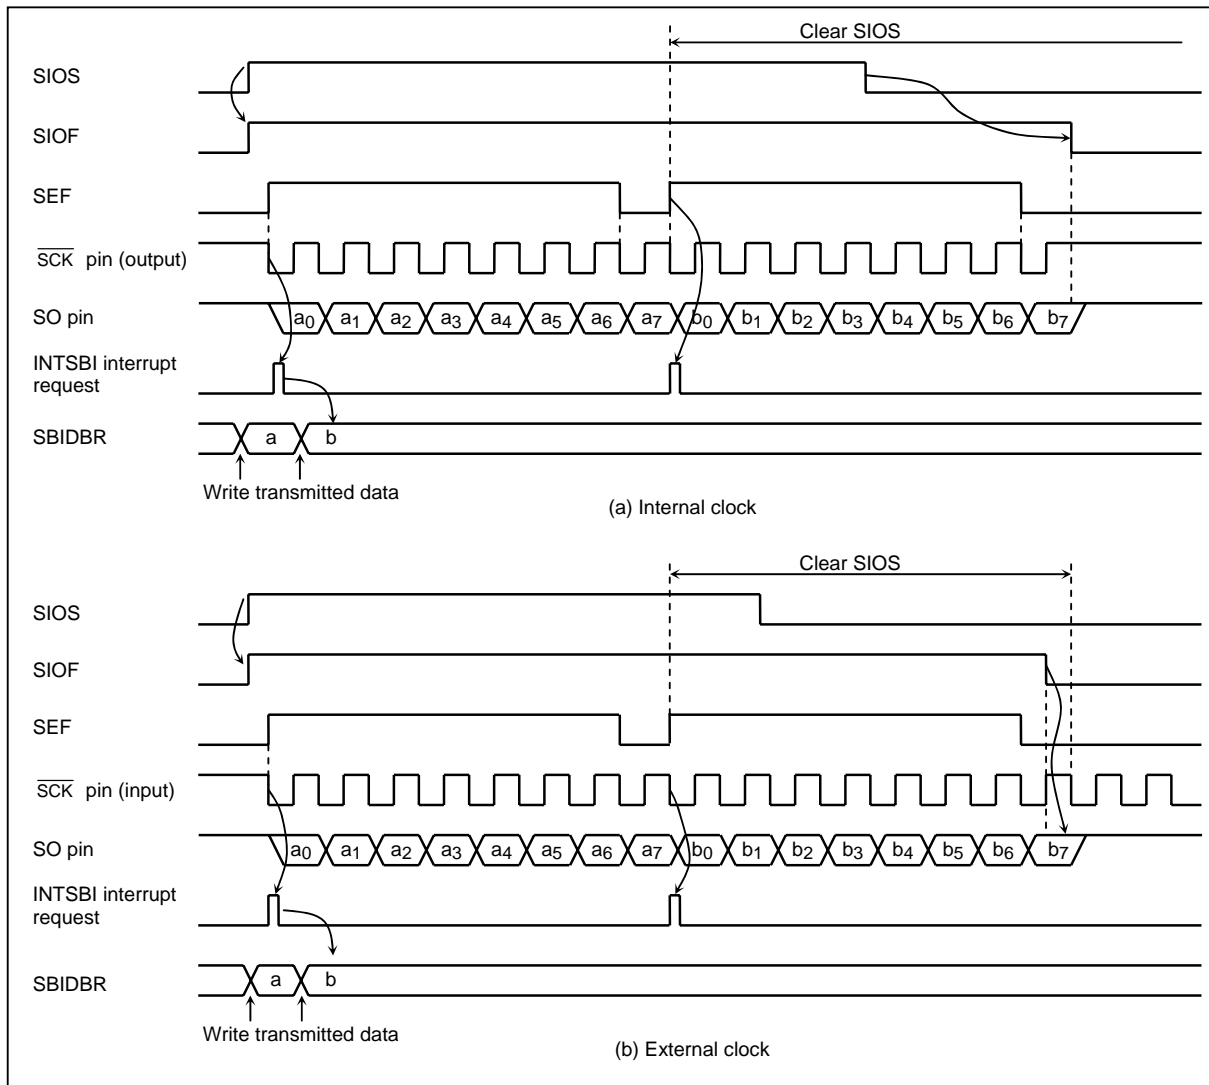 Clear SIOS
SIOS
SIOF
SEF
SCK pin (output)
SO pin a0 a1 a2 a3 a4 a5 a6 a7 b0 b1 b2 b3 b4 b5 b6 b7
INTSBI interrupt
request
SBIDBR a b
Write transmitted data
(a) Internal clock
Clear SIOS
SIOS
SIOF
SEF
SCK pin (input)
SO pin a0 a1 a2 a3 a4 a5 a6 a7 b0 b1 b2 b3 b4 b5 b6 b7
INTSBI interrupt
request
SBIDBR a b
Write transmitted data
(b) External clock